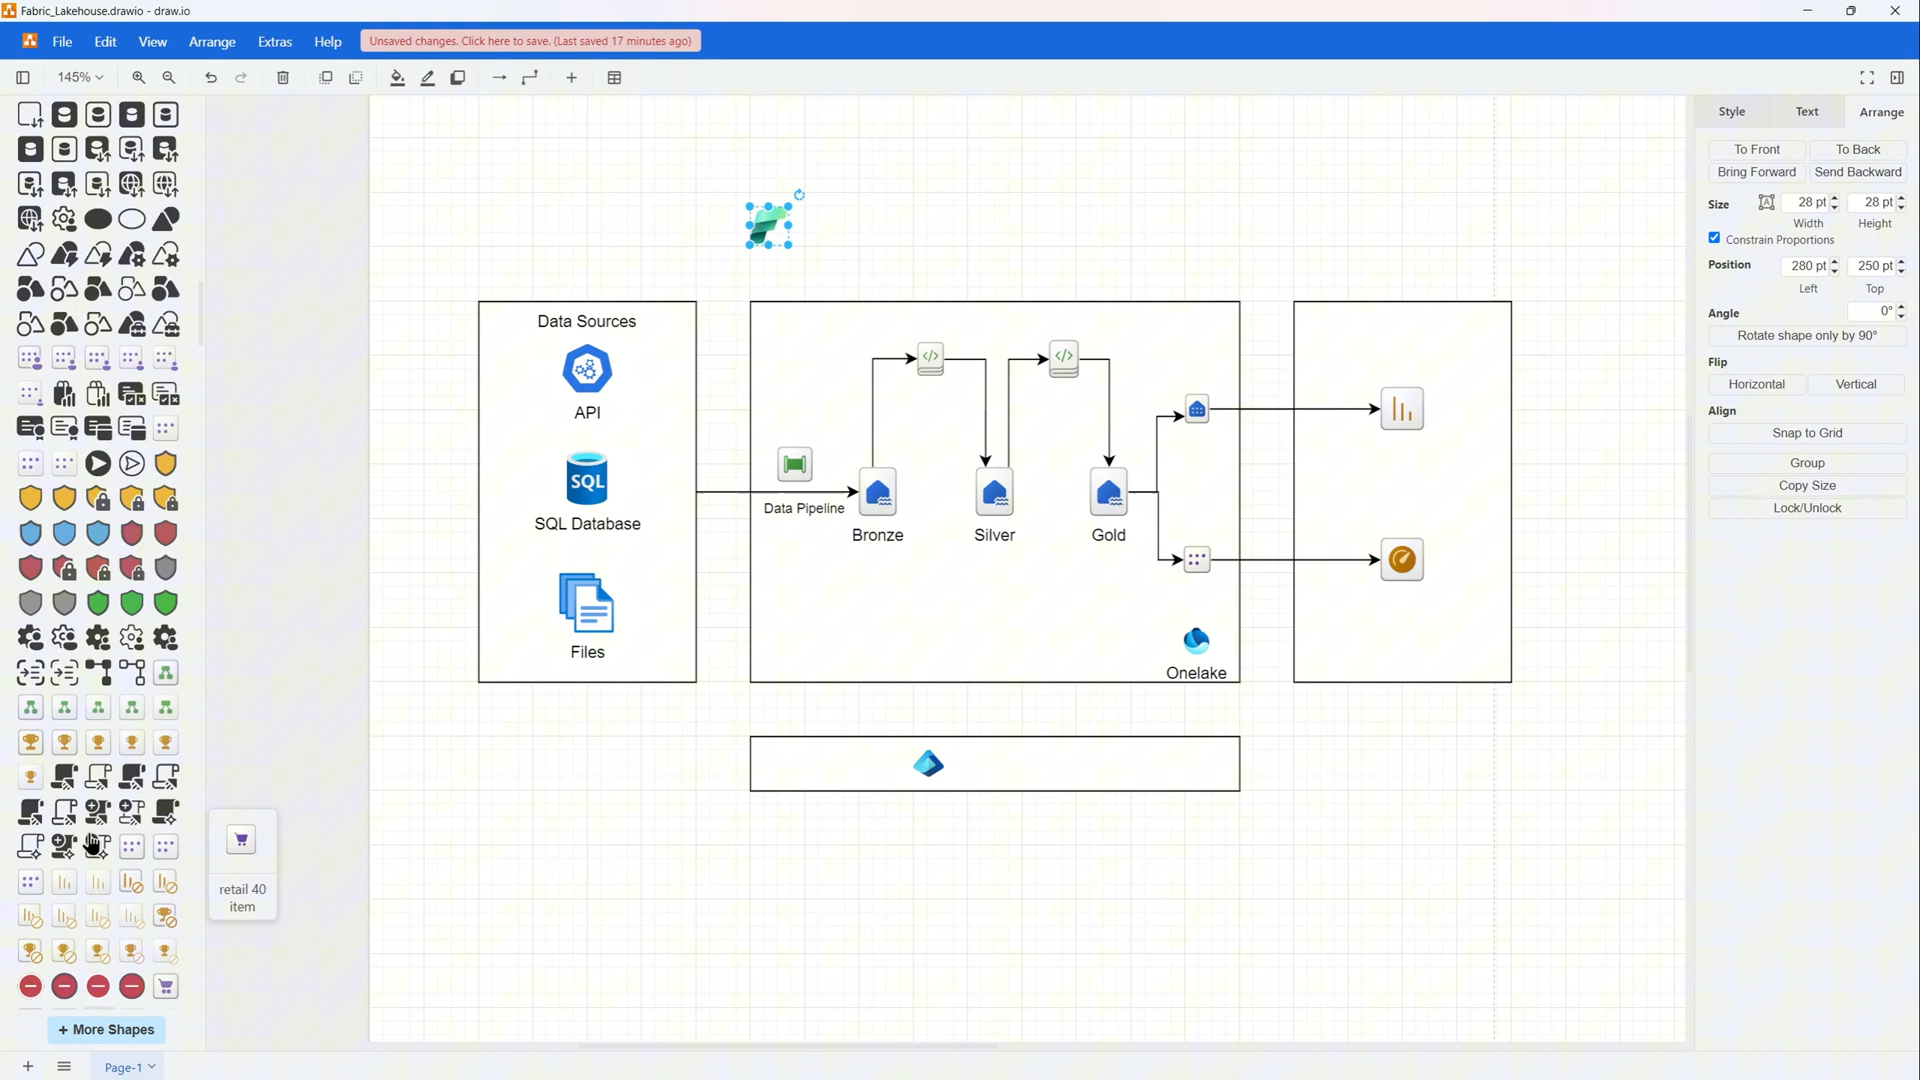 Fabric_Lakehouse.drawio - draw.io
File Edit View Arrange Extras Help Unsaved changes. Click here to save. (Last saved 17 minutes ago)
145%
Style Text Arrange
To Front To Back
Bring Forward Send Backward
Size 28 pt 28 pt
Width Height
Constrain Proportions
Position 280 pt 250 pt
Left Top
Angle 0°
Rotate shape only by 90°
Flip
Horizontal Vertical
Align
Snap to Grid
Group
Copy Size
Lock/Unlock
Data Sources
API
SQL
SQL Database
Files
Data Pipeline
Bronze
Silver
Gold
Onelake
retail 40
item
+ More Shapes
Page-1